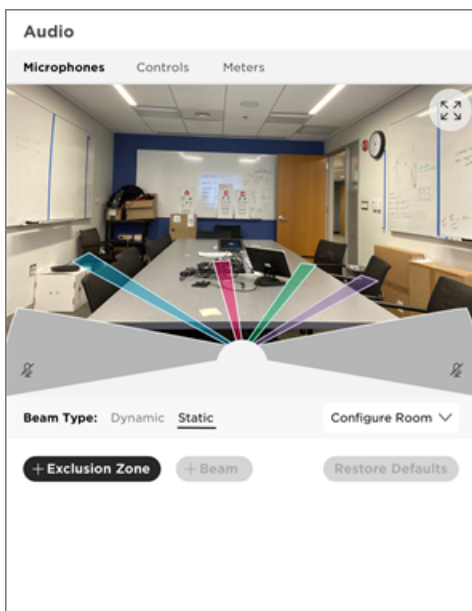 Audio
Microphones Controls Meters
Beam Type: Dynamic Static Configure Room
+ Exclusion Zone + Beam Restore Defaults